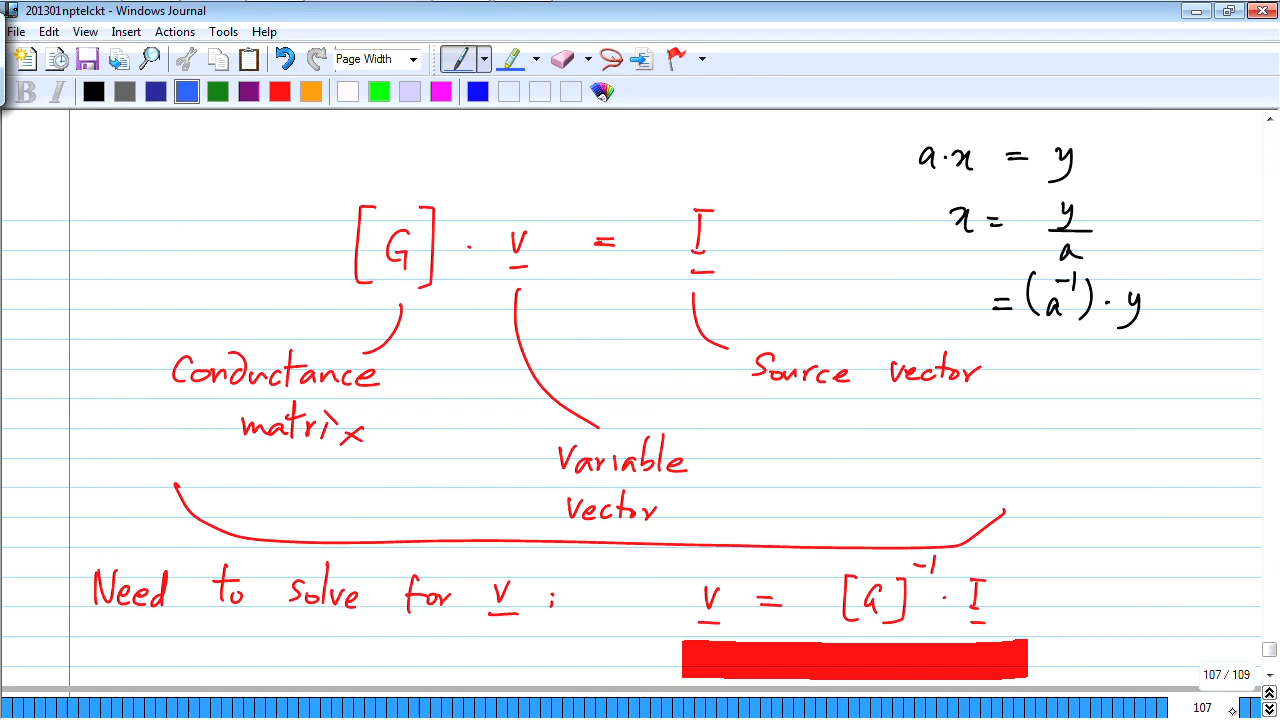 201301nptelckt - Windows Journal
File Edit View Insert Actions Tools Help
Page Width
B I
a·x = y
x = y/a
= (a⁻¹)·y
[G] · v = I
Conductance
matrix
Source vector
Variable
vector
Need to solve for v : v = [G]⁻¹ · I
107 / 109
107